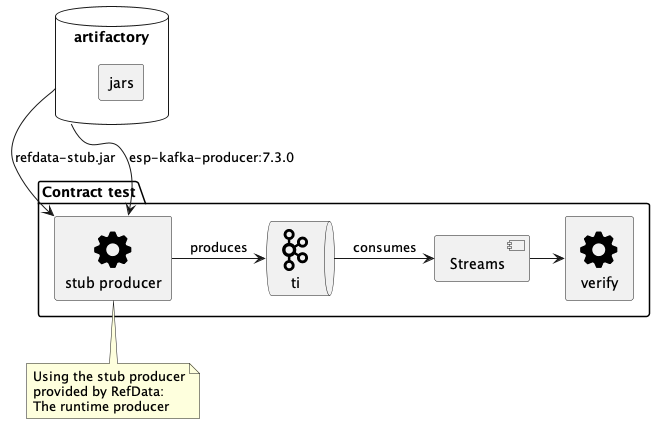 artifactory
jars
refdata-stub.jar
esp-kafka-producer:7.3.0
Contract test
stub producer
produces
ti
consumes
Streams
verify
Using the stub producer
provided by RefData:
The runtime producer